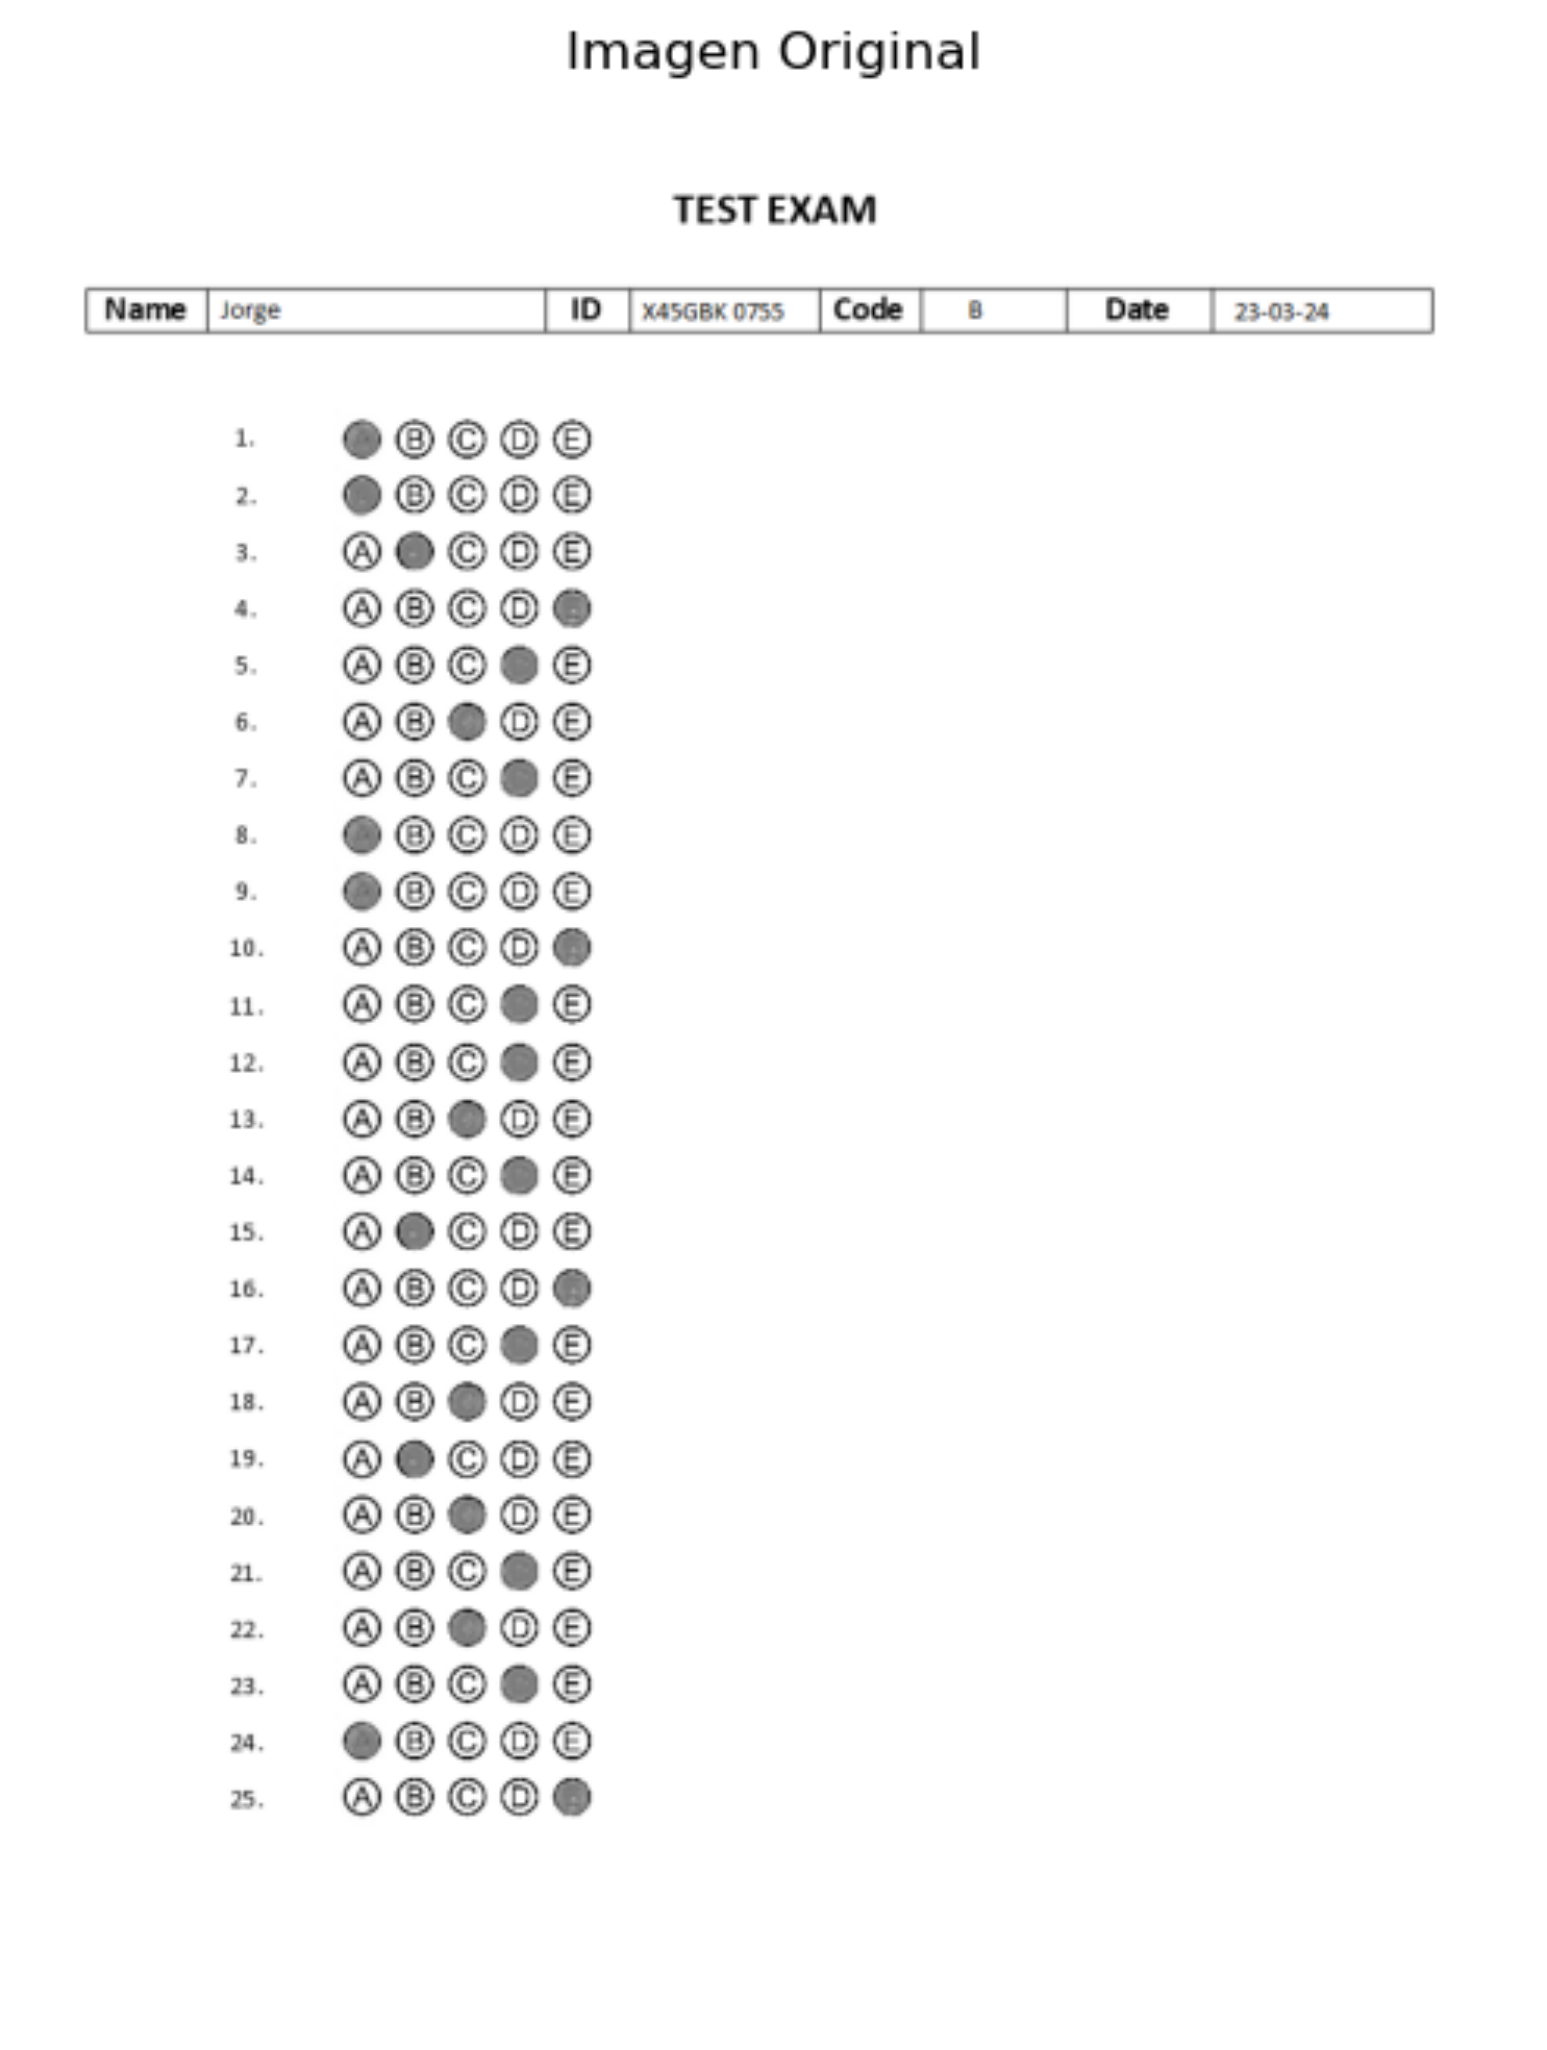 Imagen Original
TEST EXAM
Name Jorge ID X45GBK 0755 Code B Date 23-03-24
1. B C D E
2. B C D E
3. A C D E
4. A B C D
5. A B C E
6. A B D E
7. A B C E
8. B C D E
9. B C D E
10. A B C D
11. A B C E
12. A B C E
13. A B D E
14. A B C E
15. A C D E
16. A B C D
17. A B C E
18. A B D E
19. A C D E
20. A B D E
21. A B C E
22. A B D E
23. A B C E
24. B C D E
25. A B C D